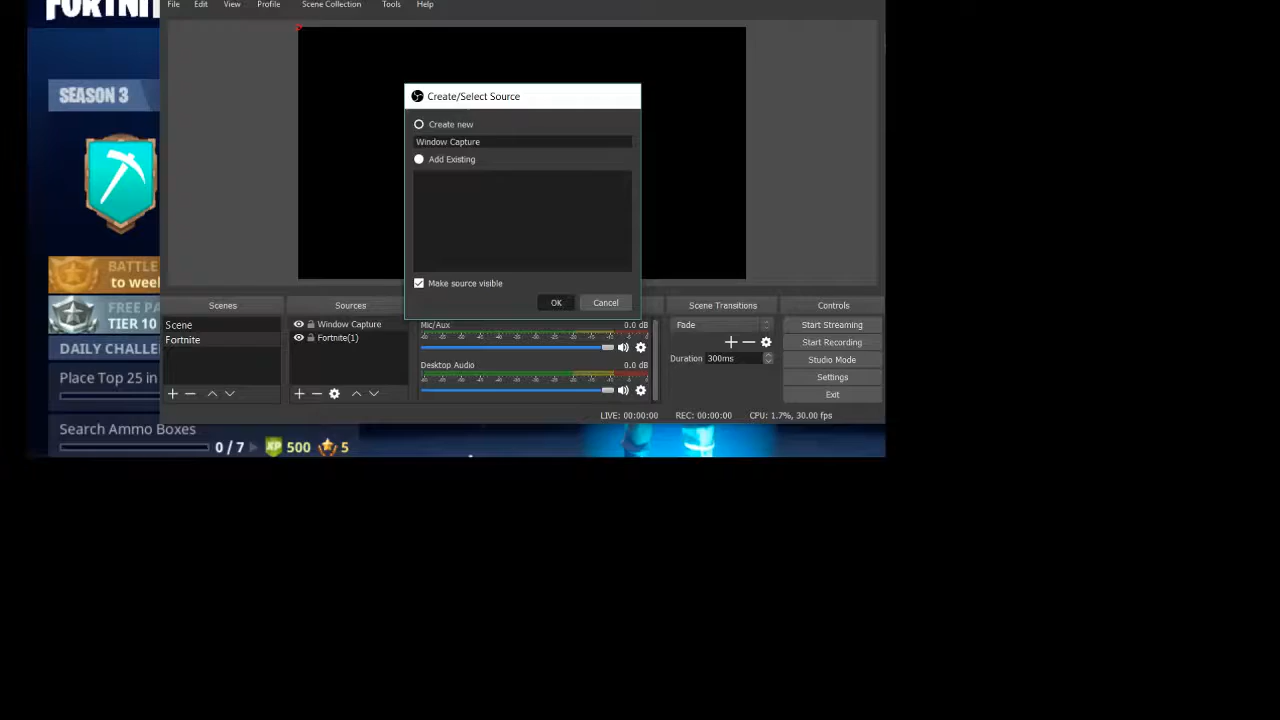 File Edit View Profile Scene Collection Tools Help
SEASON 3
Create/Select Source
Create new
Window Capture
Add Existing
Make source visible
OK Cancel
BATTLE
to week
FREE PA
TIER 10
DAILY CHALLE
Place Top 25 in
Search Ammo Boxes
0 / 7 XP 500 5
Scenes
Scene
Fortnite
Sources
Window Capture
Fortnite(1)
Mic/Aux 0.0 dB
Desktop Audio 0.0 dB
Scene Transitions
Fade
Duration 300ms
Controls
Start Streaming
Start Recording
Studio Mode
Settings
Exit
LIVE: 00:00:00 REC: 00:00:00 CPU: 1.7%, 30.00 fps